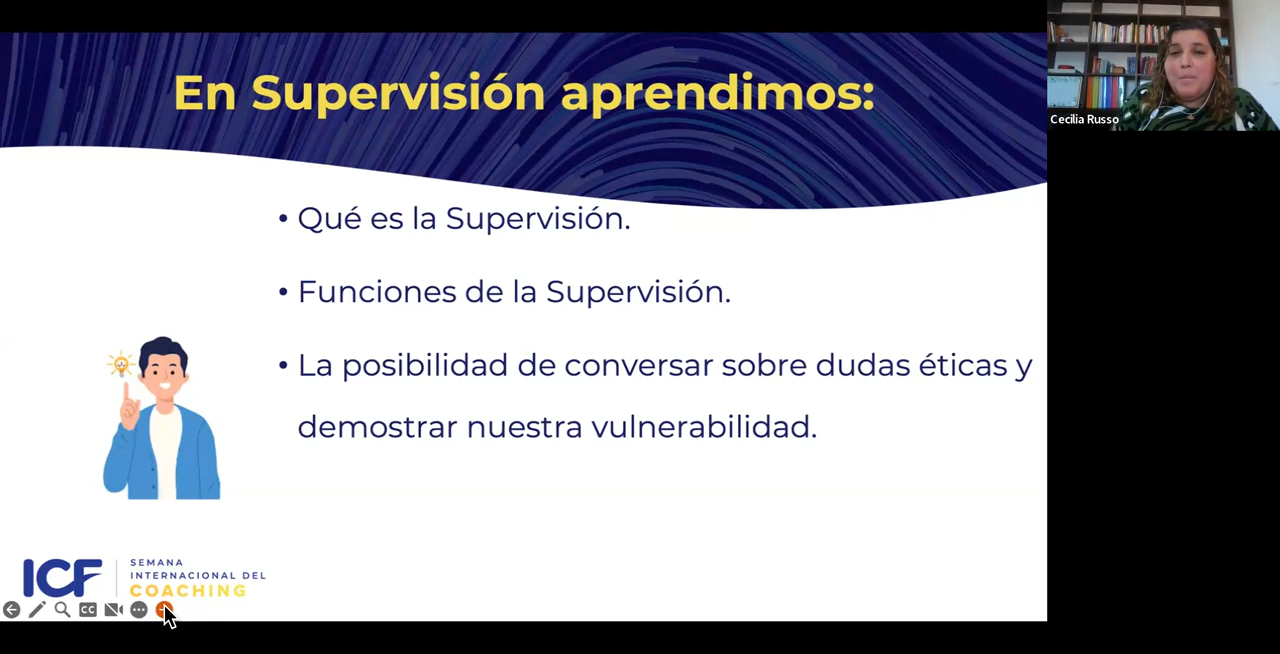 En Supervisión aprendimos:
Cecilia Russo
• Qué es la Supervisión.
• Funciones de la Supervisión.
• La posibilidad de conversar sobre dudas éticas y
demostrar nuestra vulnerabilidad.
ICF
SEMANA
INTERNACIONAL DEL
COACHING
CC